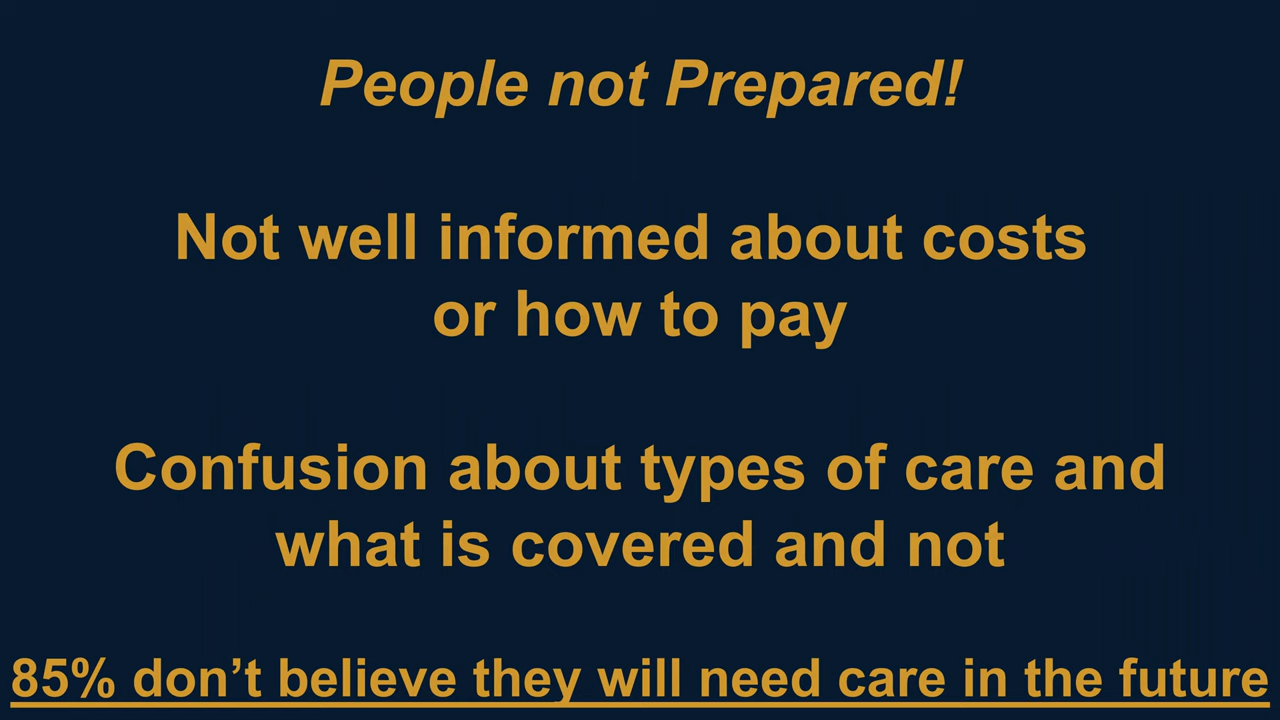 People not Prepared!
Not well informed about costs
or how to pay
Confusion about types of care and
what is covered and not
85% don’t believe they will need care in the future